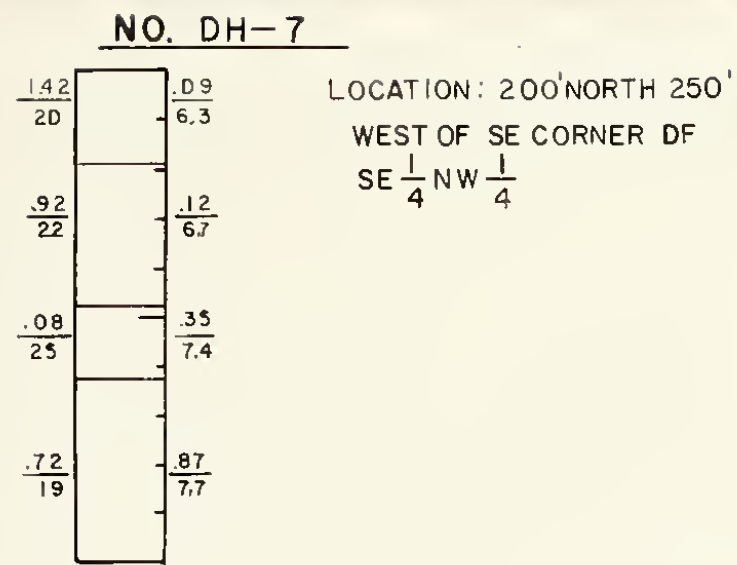 NO. DH-7
LOCATION: 200'NORTH 250'
WEST OF SE CORNER OF
SE 1/4 NW 1/4
1.42/20 .09/6.3
.92/22 .12/6.7
.08/25 .35/7.4
.72/19 .87/7.7